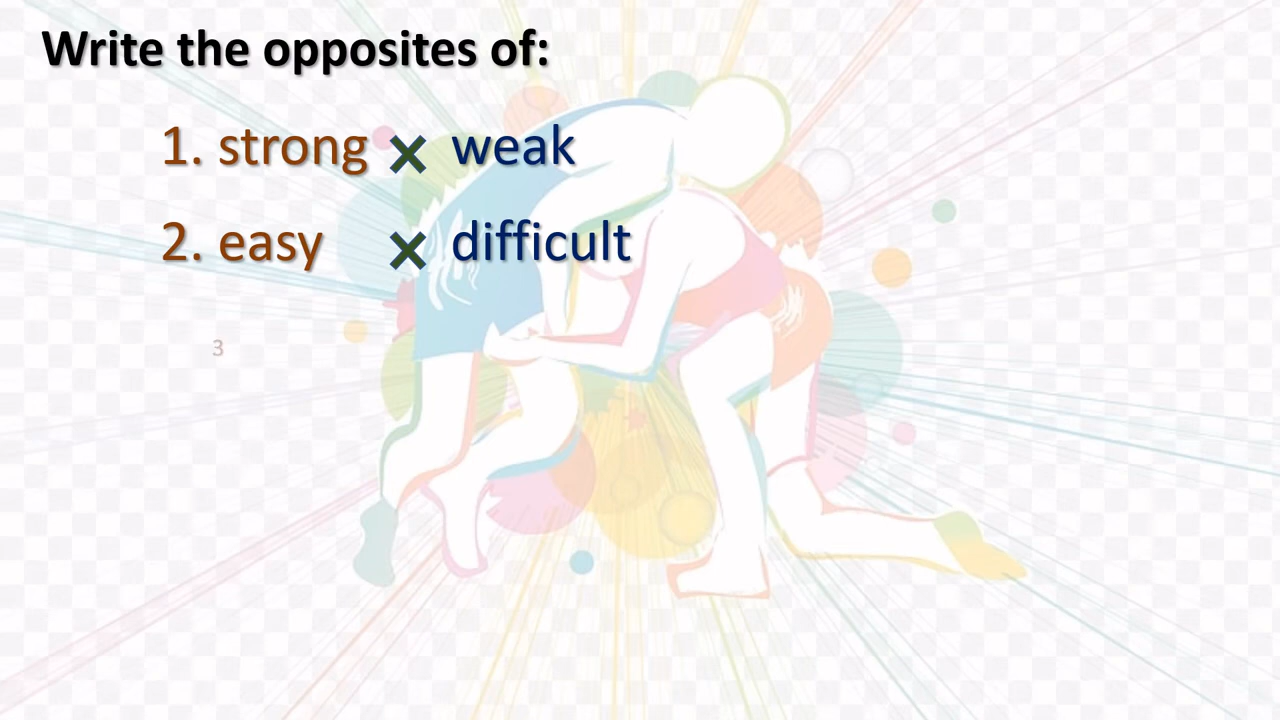 Write the opposites of:
1. strong × weak
2. easy × difficult
3